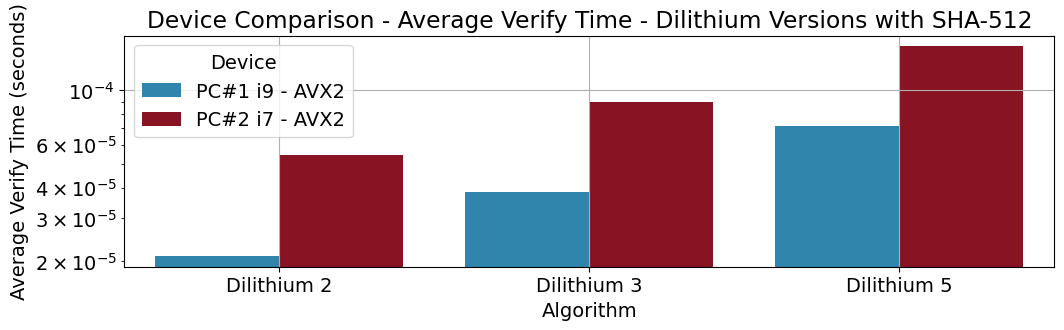 Device Comparison - Average Verify Time - Dilithium Versions with SHA-512
Average Verify Time (seconds)
10⁻⁴
6 × 10⁻⁵
4 × 10⁻⁵
3 × 10⁻⁵
2 × 10⁻⁵
Device
PC#1 i9 - AVX2
PC#2 i7 - AVX2
Dilithium 2
Dilithium 3
Dilithium 5
Algorithm